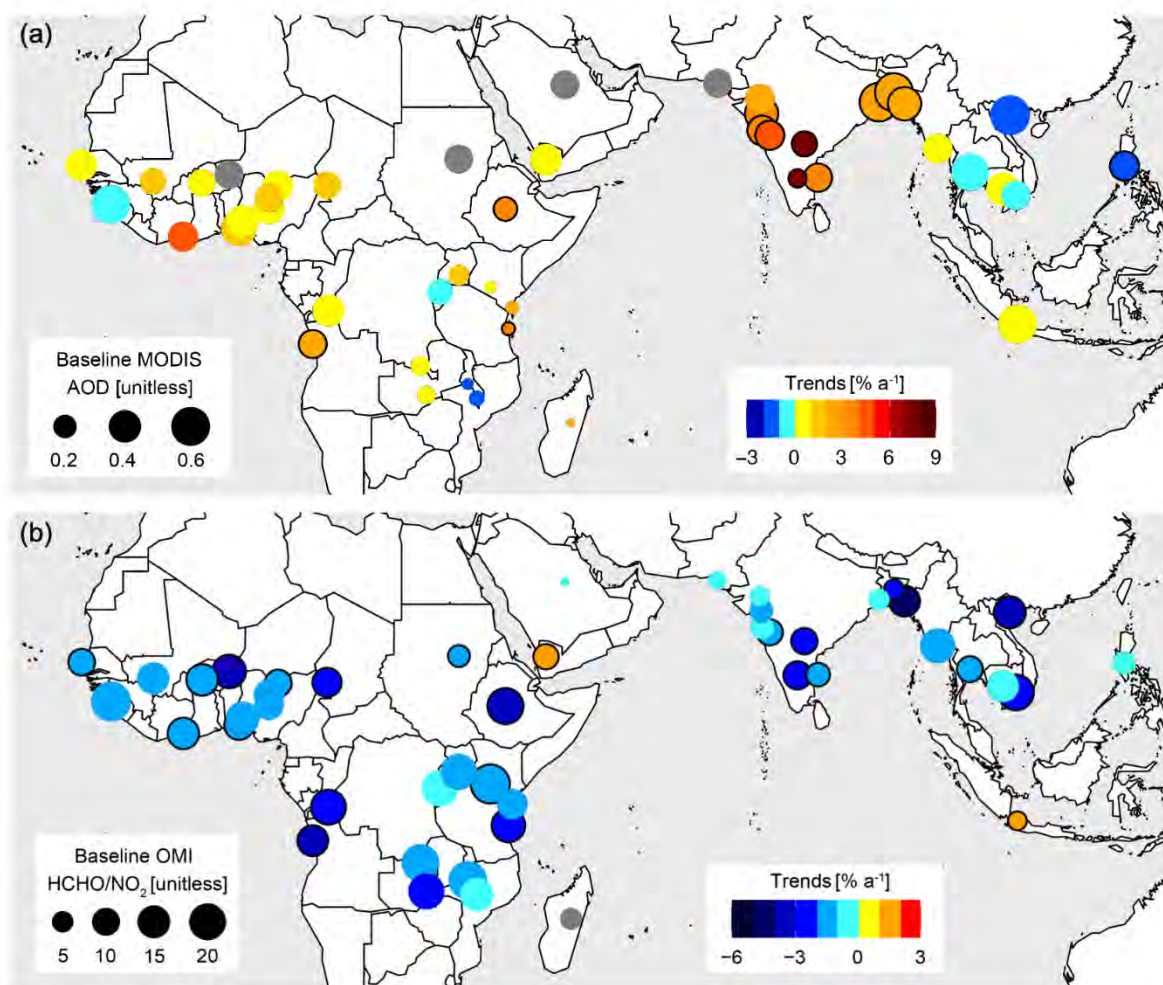 (a)
Baseline MODIS
AOD [unitless]
0.2 0.4 0.6
Trends [% a⁻¹]
−3 0 3 6 9
(b)
Baseline OMI
HCHO/NO₂ [unitless]
5 10 15 20
Trends [% a⁻¹]
−6 −3 0 3